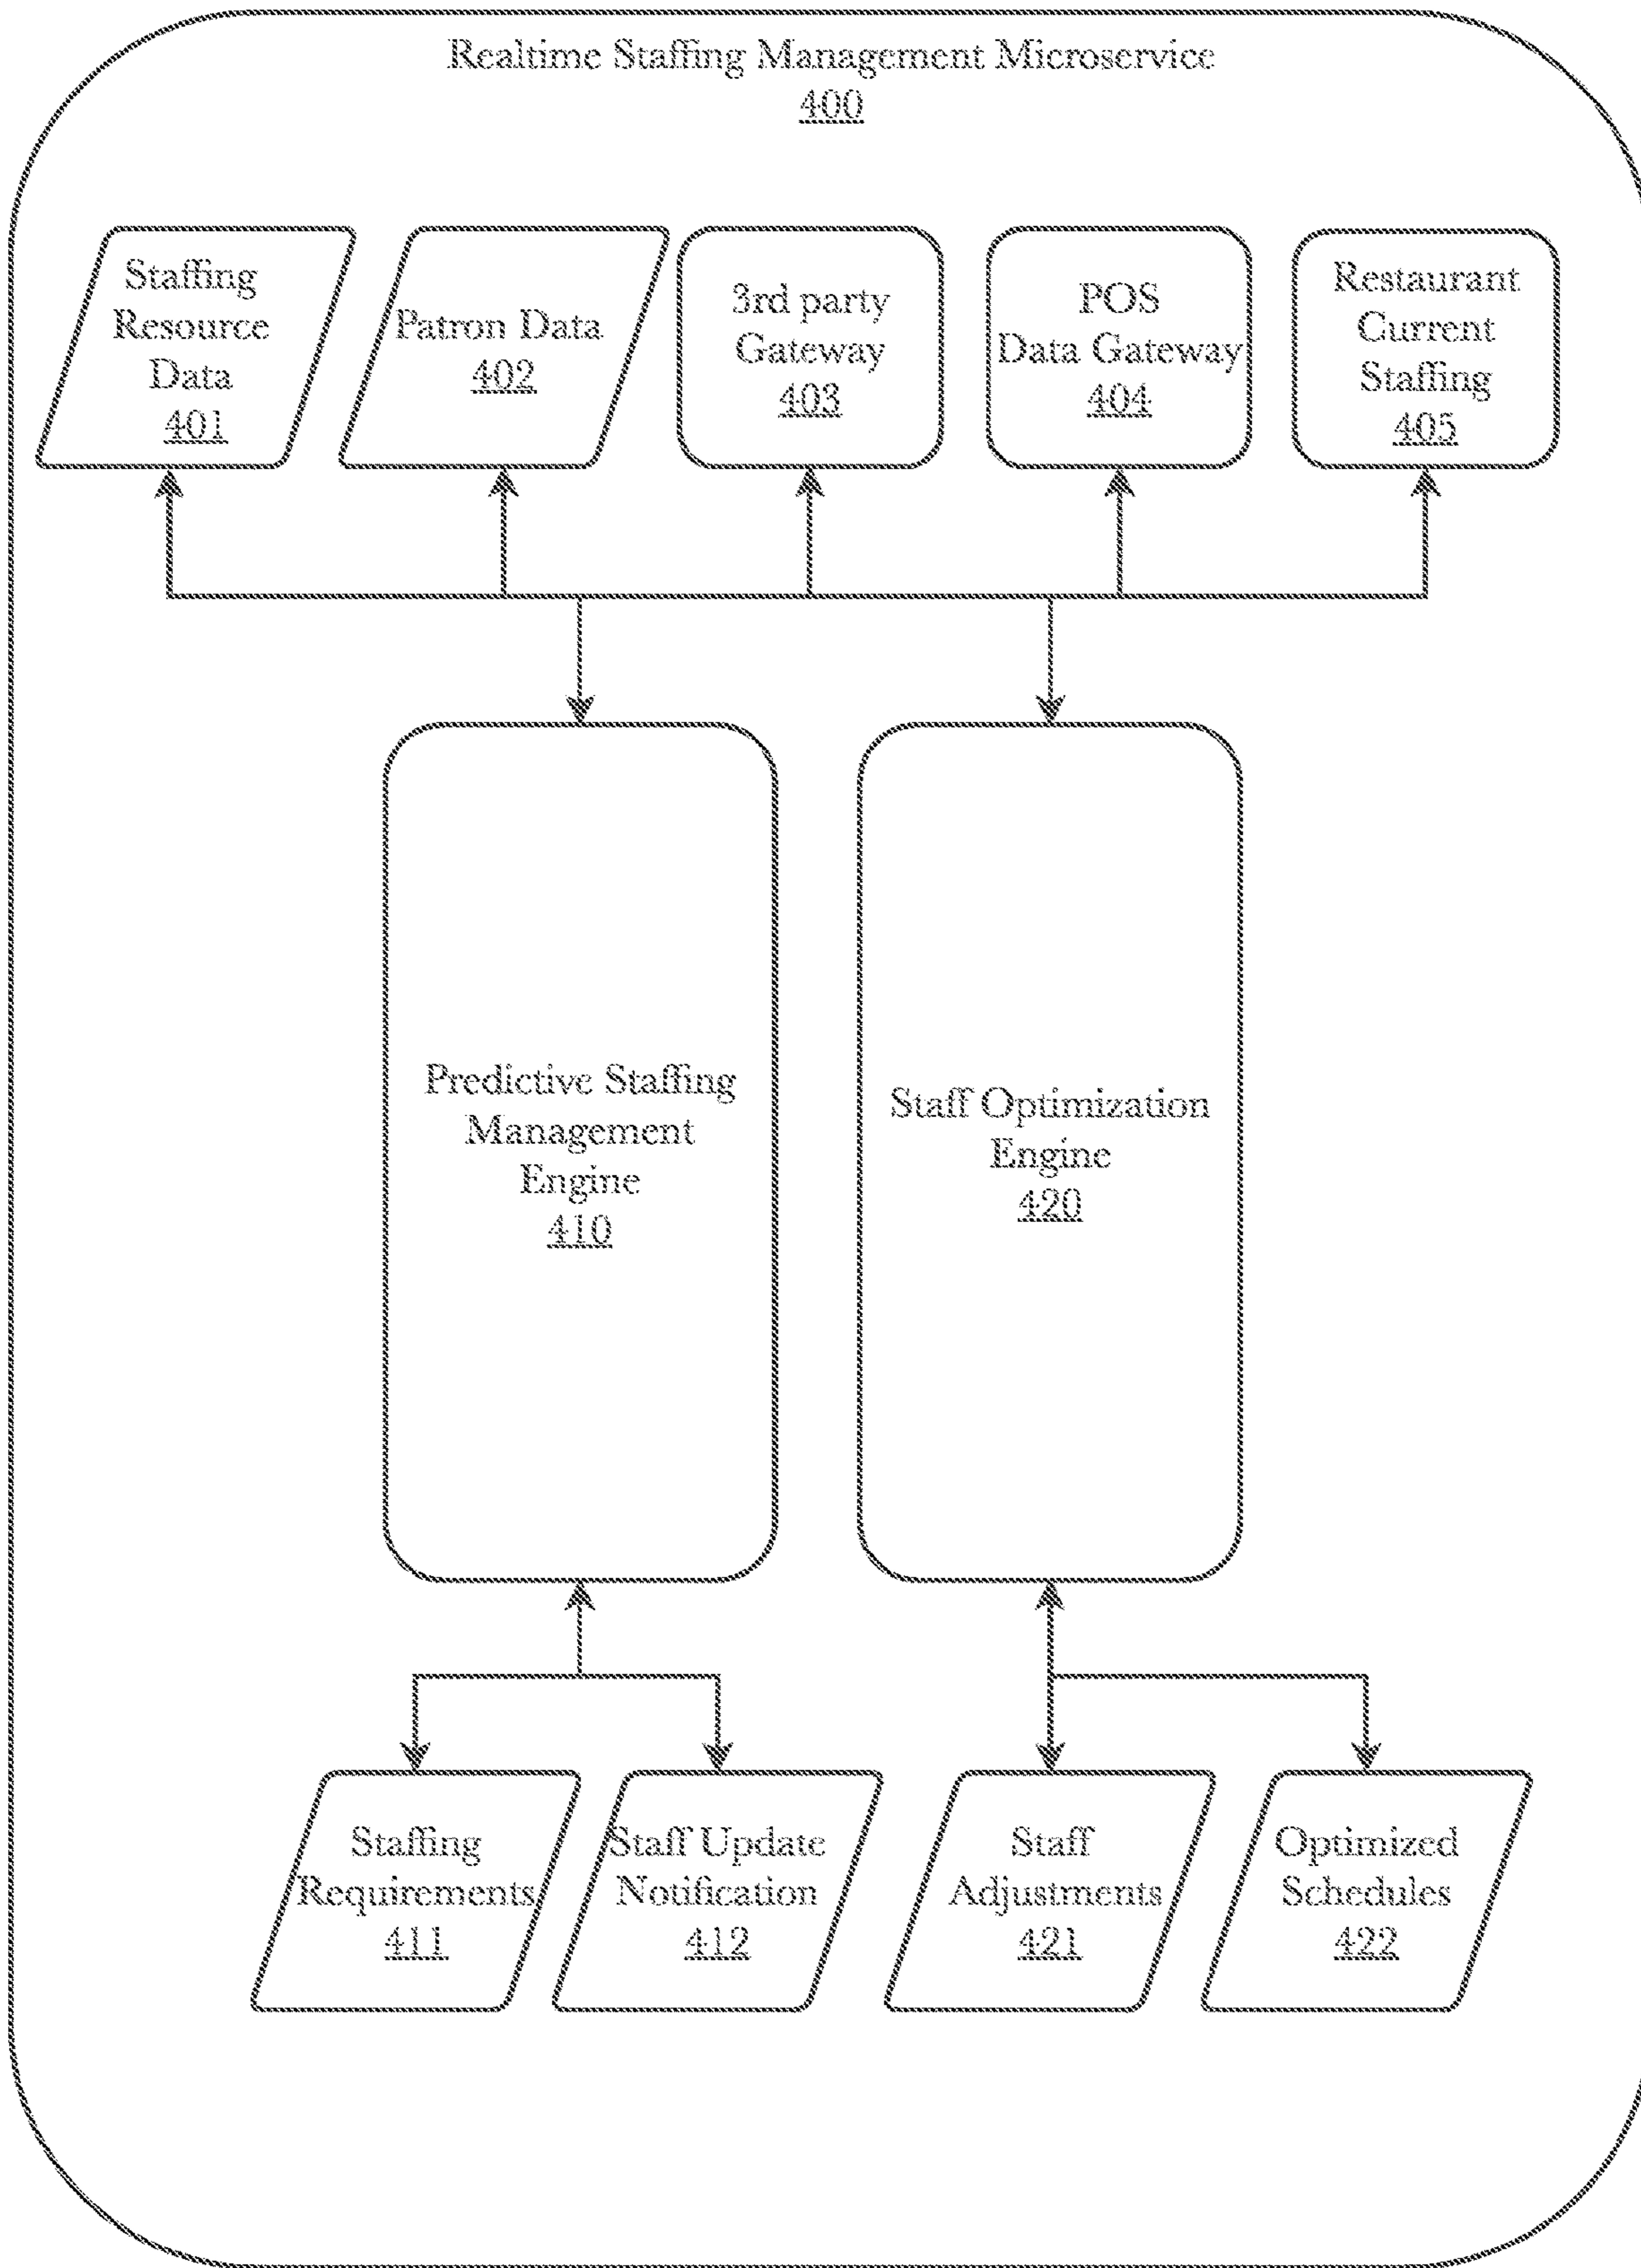 Realtime Staffing Management Microservice
400
Staffing
Resource
Data
401
Patron Data
402
3rd party
Gateway
403
POS
Data Gateway
404
Restaurant
Current
Staffing
405
Predictive Staffing
Management
Engine
410
Staff Optimization
Engine
420
Staffing
Requirements
411
Staff Update
Notification
412
Staff
Adjustments
421
Optimized
Schedules
422